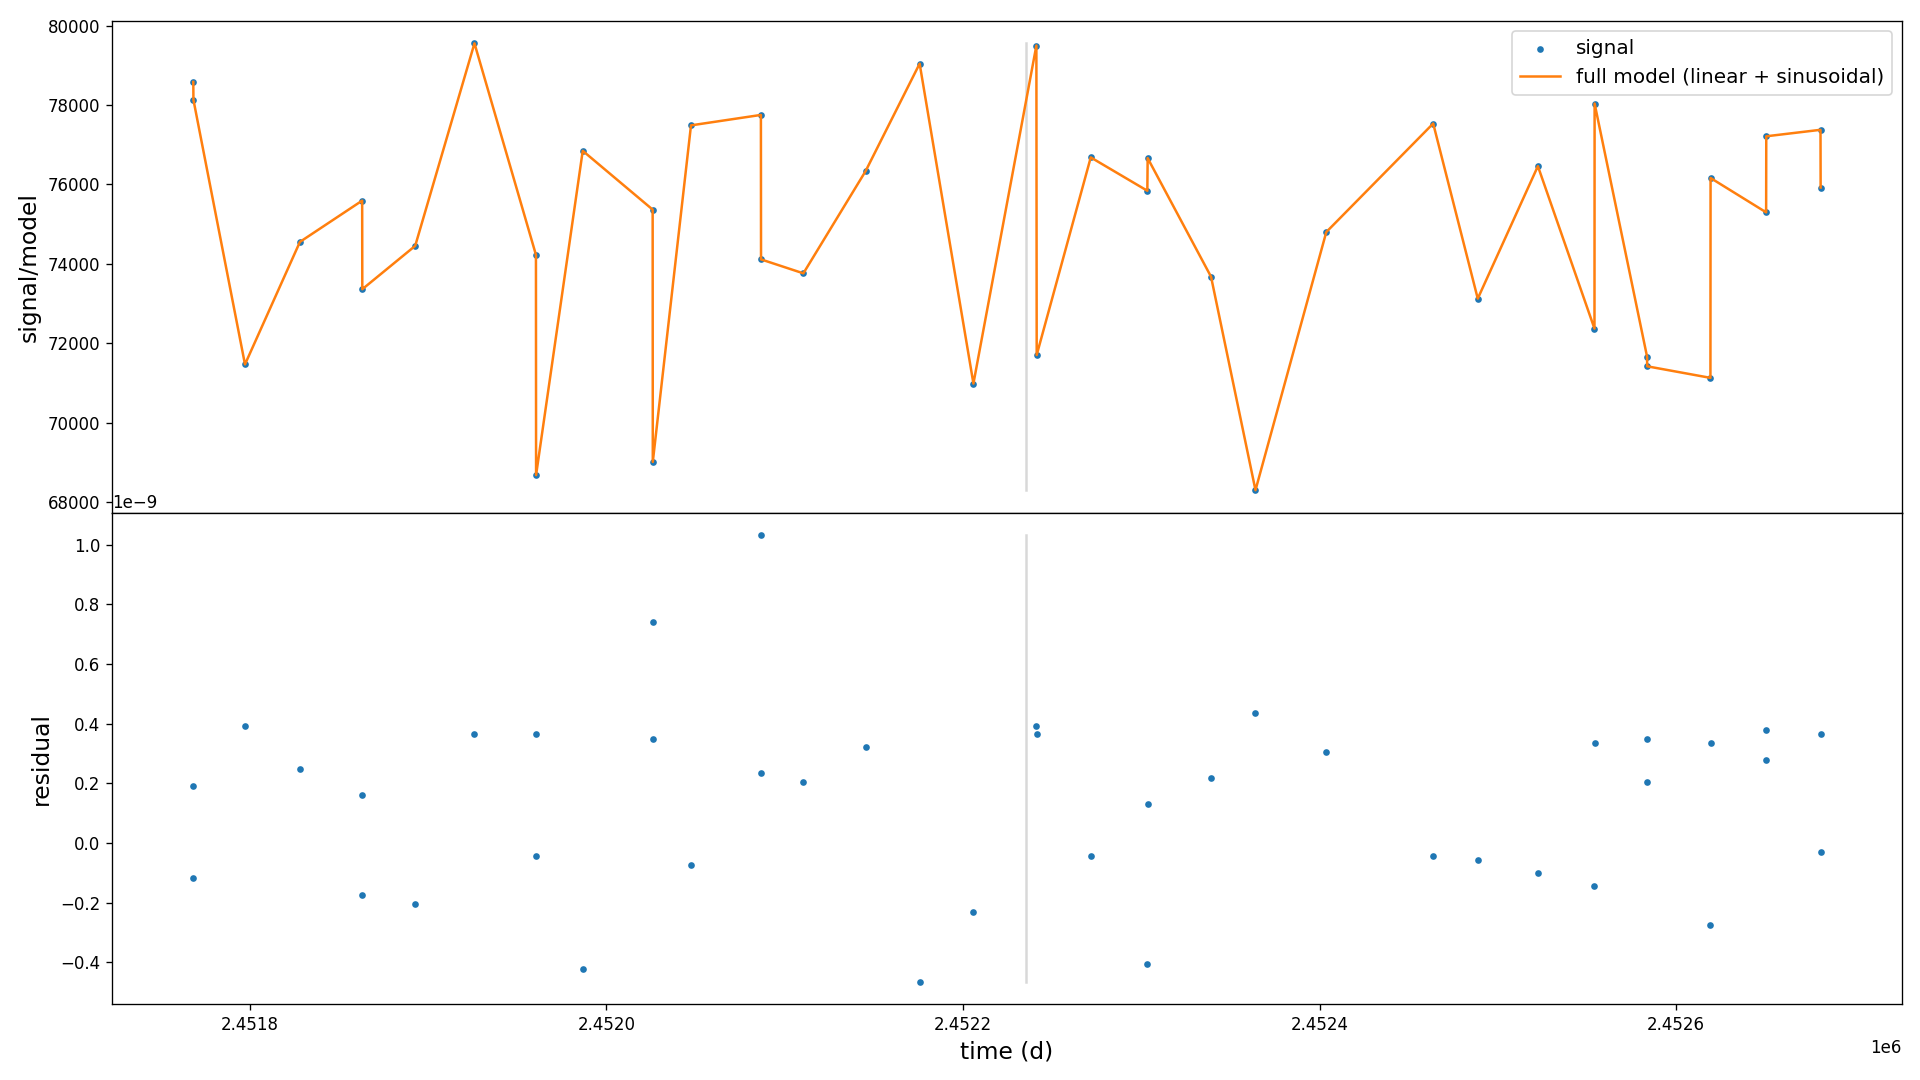 80000
78000
76000
74000
72000
70000
68000
signal/model
signal
full model (linear + sinusoidal)
1e−9
1.0
0.8
0.6
0.4
0.2
0.0
−0.2
−0.4
residual
2.4518
2.4520
2.4522
2.4524
2.4526
time (d)
1e6